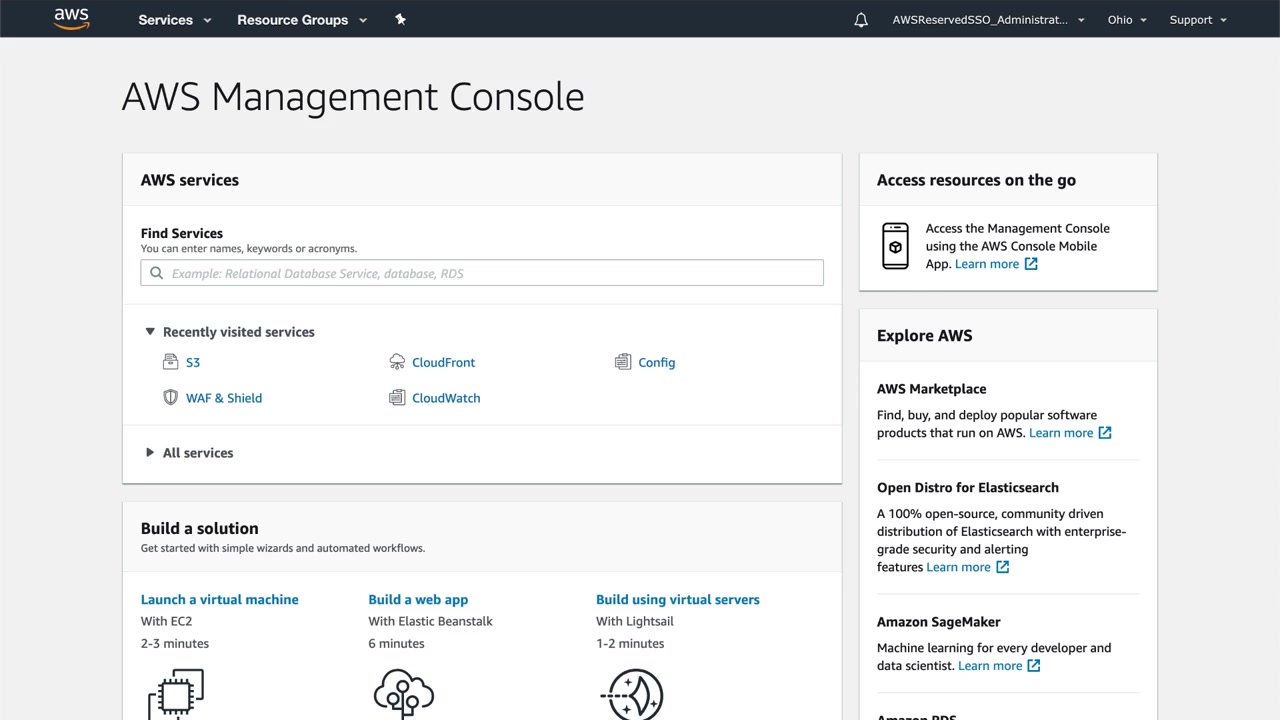 aws
Services
Resource Groups
AWSReservedSSO_Administrat...
Ohio
Support
AWS Management Console
AWS services
Find Services
You can enter names, keywords or acronyms.
Example: Relational Database Service, database, RDS
Recently visited services
S3
CloudFront
Config
WAF & Shield
CloudWatch
All services
Build a solution
Get started with simple wizards and automated workflows.
Launch a virtual machine
With EC2
2-3 minutes
Build a web app
With Elastic Beanstalk
6 minutes
Build using virtual servers
With Lightsail
1-2 minutes
Access resources on the go
Access the Management Console
using the AWS Console Mobile
App. Learn more
Explore AWS
AWS Marketplace
Find, buy, and deploy popular software
products that run on AWS. Learn more
Open Distro for Elasticsearch
A 100% open-source, community driven
distribution of Elasticsearch with enterprise-
grade security and alerting
features Learn more
Amazon SageMaker
Machine learning for every developer and
data scientist. Learn more
Amazon RDS